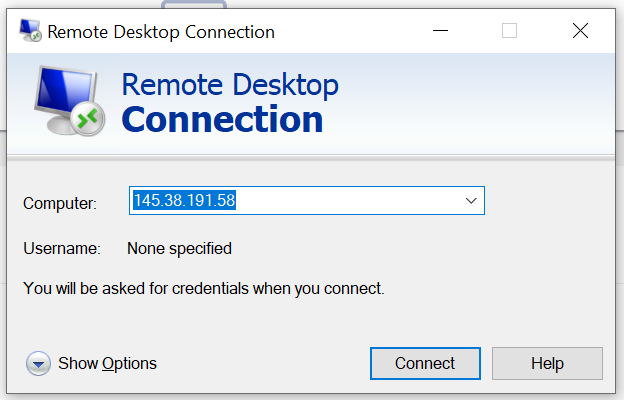 Remote Desktop Connection
Remote Desktop
Connection
Computer: 145.38.191.58
Username: None specified
You will be asked for credentials when you connect.
Show Options Connect Help